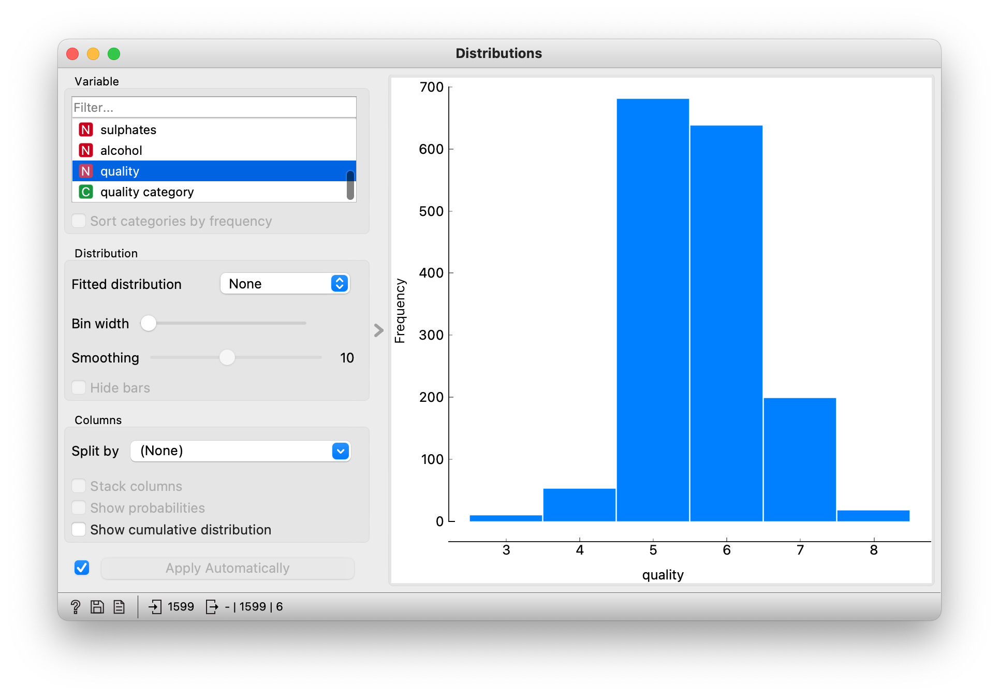 Distributions
Variable
Filter...
N sulphates
N alcohol
N quality
C quality category
Sort categories by frequency
Distribution
Fitted distribution None
Bin width
Smoothing 10
Hide bars
Columns
Split by (None)
Stack columns
Show probabilities
Show cumulative distribution
Apply Automatically
700
600
500
400
300
200
100
0
Frequency
3 4 5 6 7 8
quality
? 1599 - | 1599 | 6